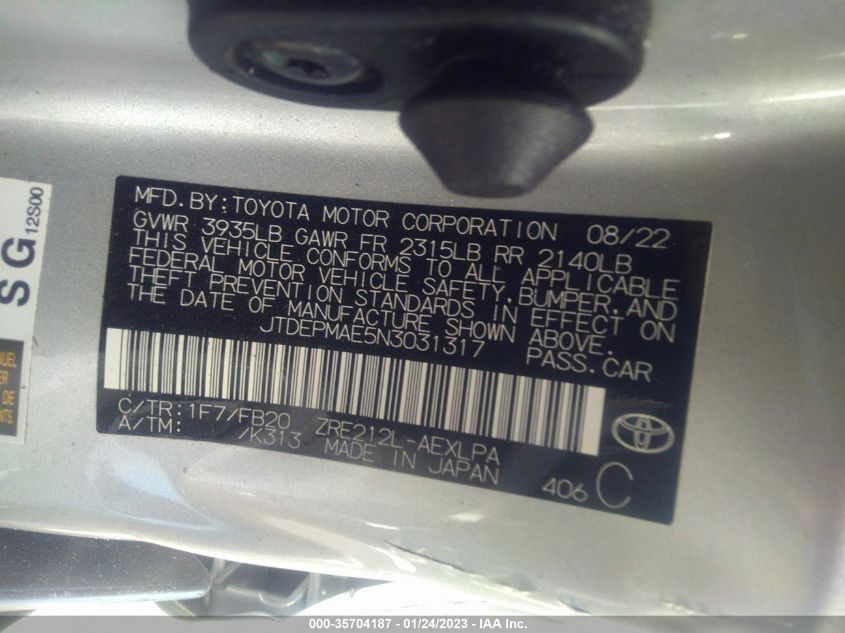 MFD.BY:TOYOTA MOTOR CORPORATION 08/22
GVWR 3935LB GAWR FR 2315LB RR 2140LB
THIS VEHICLE CONFORMS TO ALL APPLICABLE
FEDERAL MOTOR VEHICLE SAFETY,BUMPER,AND
THEFT PREVENTION STANDARDS IN EFFECT ON
THE DATE OF MANUFACTURE SHOWN ABOVE.
JTDEPMAE5N3031317 PASS.CAR
C/TR:1F7/FB20 ZRE212L-AEXLPA
A/TM: /K313 MADE IN JAPAN
406 C
SG
12S00
000-35704187 - 01/24/2023 - IAA Inc.